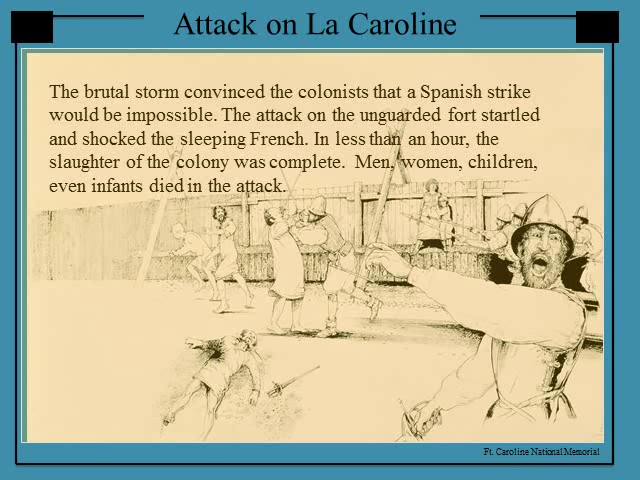 Attack on La Caroline
The brutal storm convinced the colonists that a Spanish strike
would be impossible. The attack on the unguarded fort startled
and shocked the sleeping French. In less than an hour, the
slaughter of the colony was complete. Men, women, children,
even infants died in the attack.
Ft. Caroline National Memorial